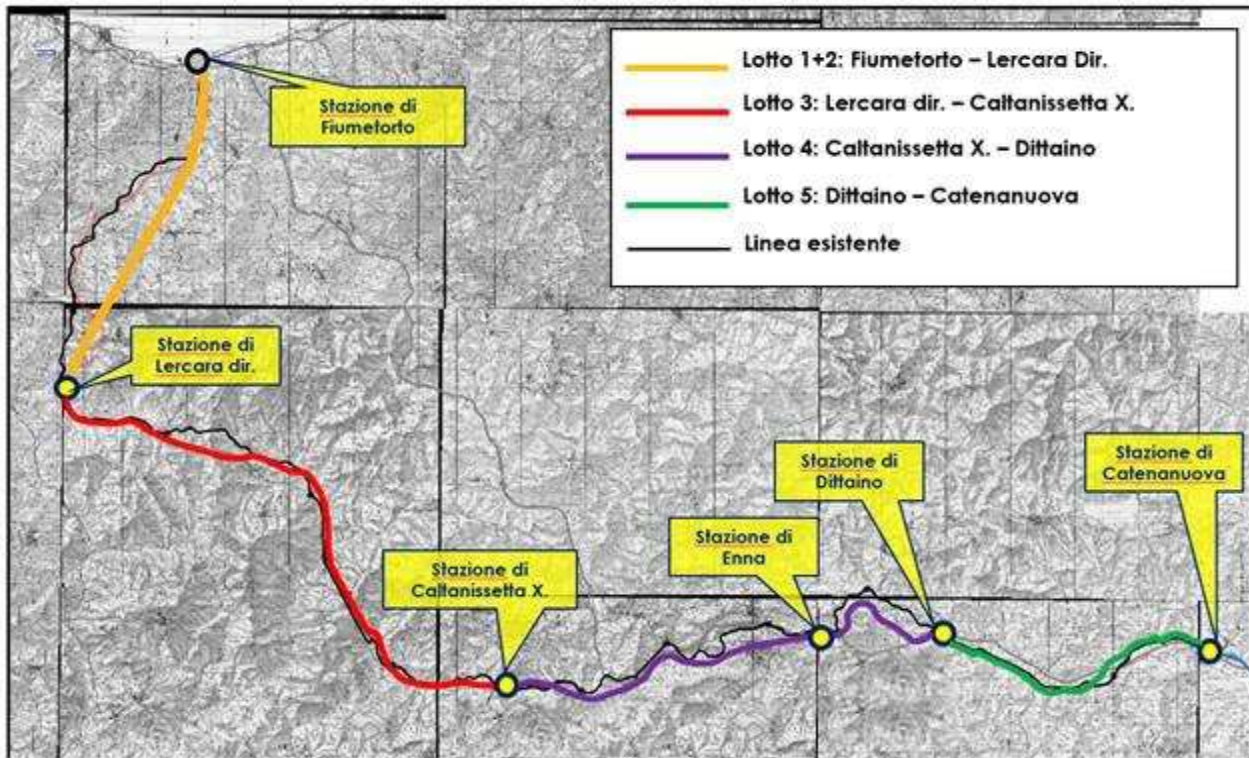 Lotto 1+2: Fiumetorto – Lercara Dir.
Lotto 3: Lercara dir. – Caltanissetta X.
Lotto 4: Caltanissetta X. – Dittaino
Lotto 5: Dittaino – Catenanuova
Linea esistente
Stazione di
Fiumetorto
Stazione di
Lercara dir.
Stazione di
Caltanissetta X.
Stazione di
Enna
Stazione di
Dittaino
Stazione di
Catenanuova